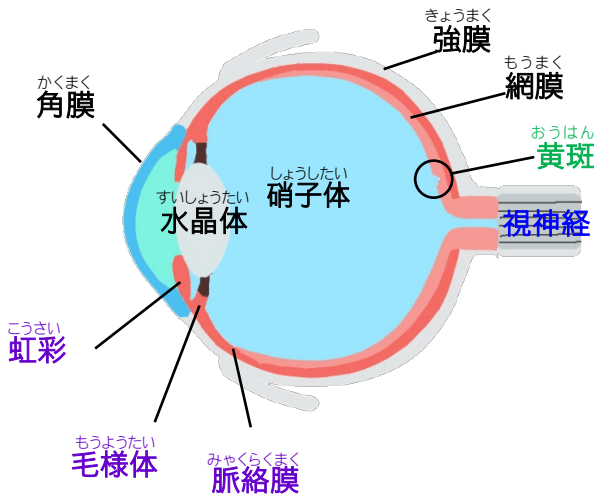 きょうまく
強膜
もうまく
網膜
かくまく
角膜
おうはん
黄斑
しょうしたい
硝子体
すいしょうたい
水晶体
視神経
こうさい
虹彩
もうようたい
毛様体
みゃくらくまく
脈絡膜